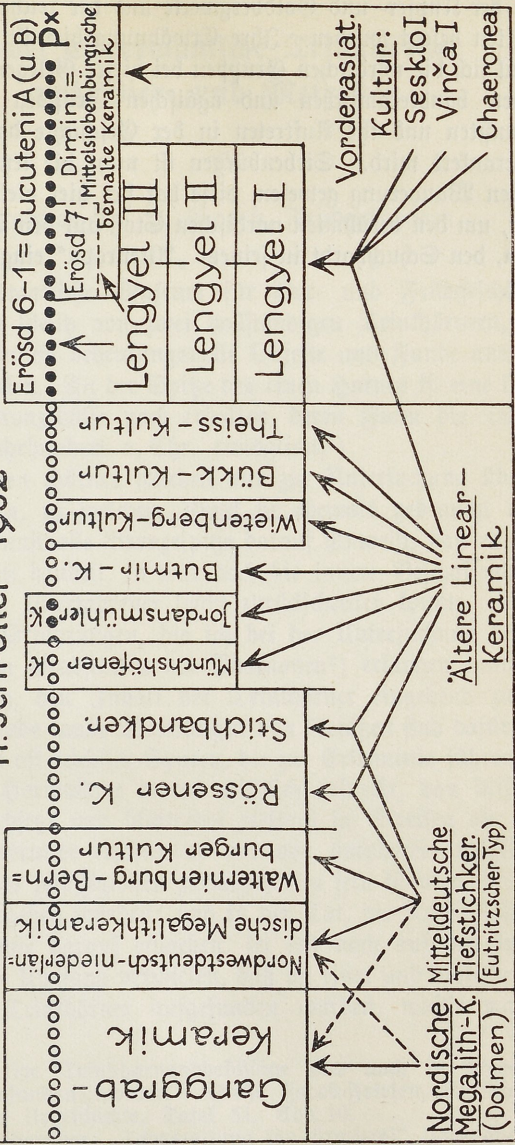 H. Schroller 1932
Erösd 6-1 = Cucuteni A (u. B)
Px
Erösd 7, Dimini =
Mittelsiebenbürgische
Bemalte Keramik.
Lengyel III
Lengyel II
Lengyel I
Vorderasiat.
Kultur:
Sesklo I
Vinča I
Chaeronea
Theiss-Kultur
Bükk-Kultur
Wietenberg-Kultur
Butmir-K.
Jordansmühler K.
Münchshöfener K.
Stichbandker.
Rössener K.
Walternienburg-Bern=
burger Kultur
Nordwestdeutsch-niederlän=
dische Megalithkeramik
Ganggrab-
Keramik
Ältere Linear
Keramik
Mitteldeutsche
Tiefstichker.
(Eutnitzscher Typ)
Nordische
Megalith-K.
(Dolmen)